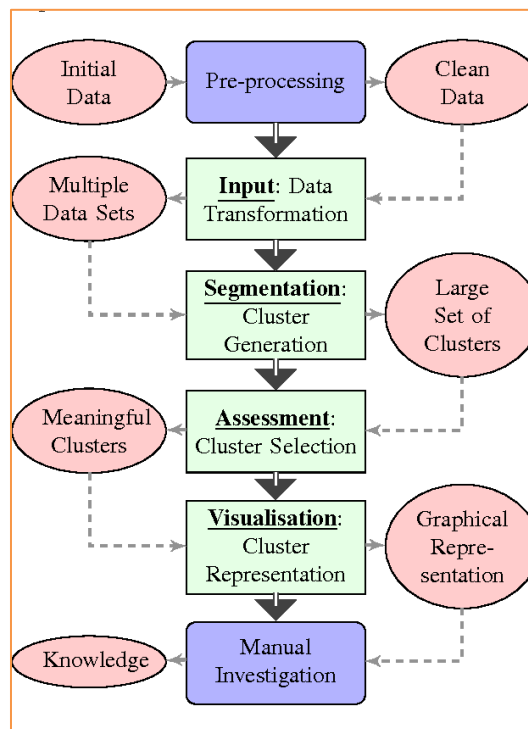 Initial
Data
Pre-processing
Clean
Data
Multiple
Data Sets
Input: Data
Transformation
Segmentation:
Cluster
Generation
Large
Set of
Clusters
Meaningful
Clusters
Assessment:
Cluster Selection
Visualisation:
Cluster
Representation
Graphical
Repre-
sentation
Knowledge
Manual
Investigation